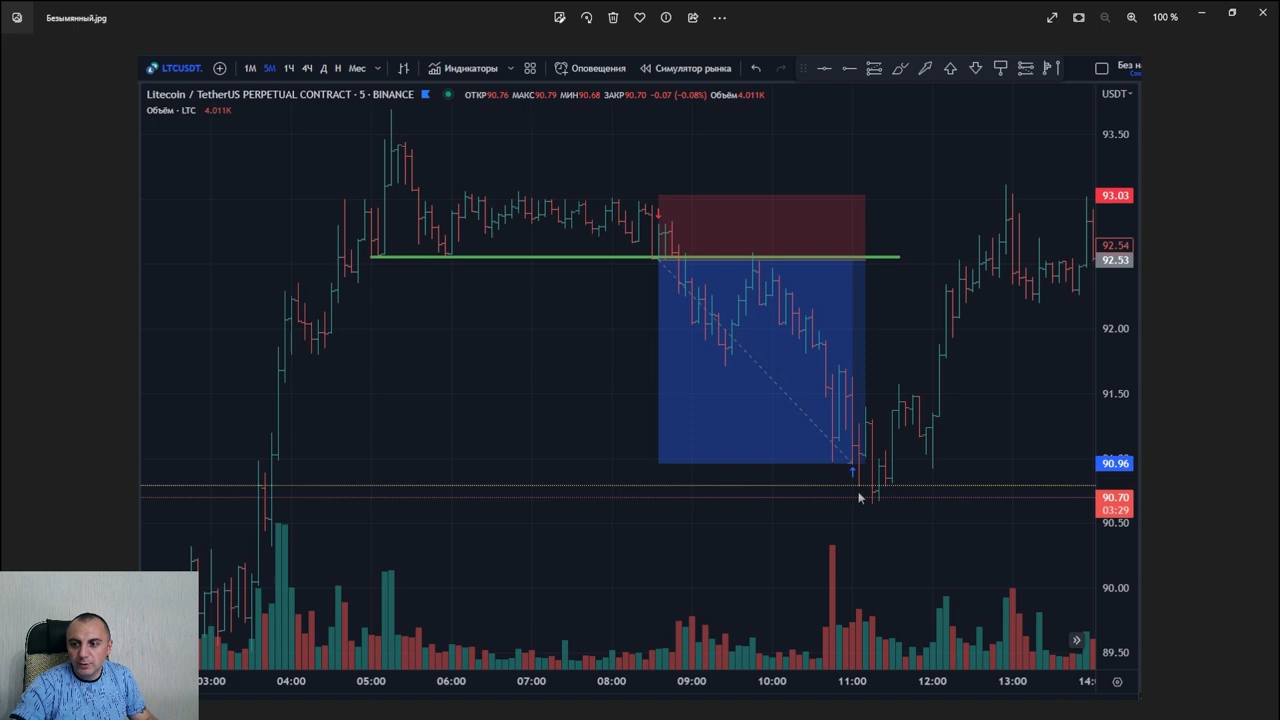 Безымянный.jpg
100 %
LTCUSDT.
1М 5М 1Ч 4Ч Д Н Мес
Индикаторы
Оповещения
Симулятор рынка
Без
Litecoin / TetherUS PERPETUAL CONTRACT · 5 · BINANCE
ОТКР90.76 МАКС90.79 МИН90.68 ЗАКР90.70 -0.07 (-0.08%) Объём4.011K
USDT
Объём · LTC 4.011K
93.50
93.03
92.54
92.53
92.00
91.50
90.96
90.70
03:29
90.50
90.00
89.50
03:00 04:00 05:00 06:00 07:00 08:00 09:00 10:00 11:00 12:00 13:00 14: